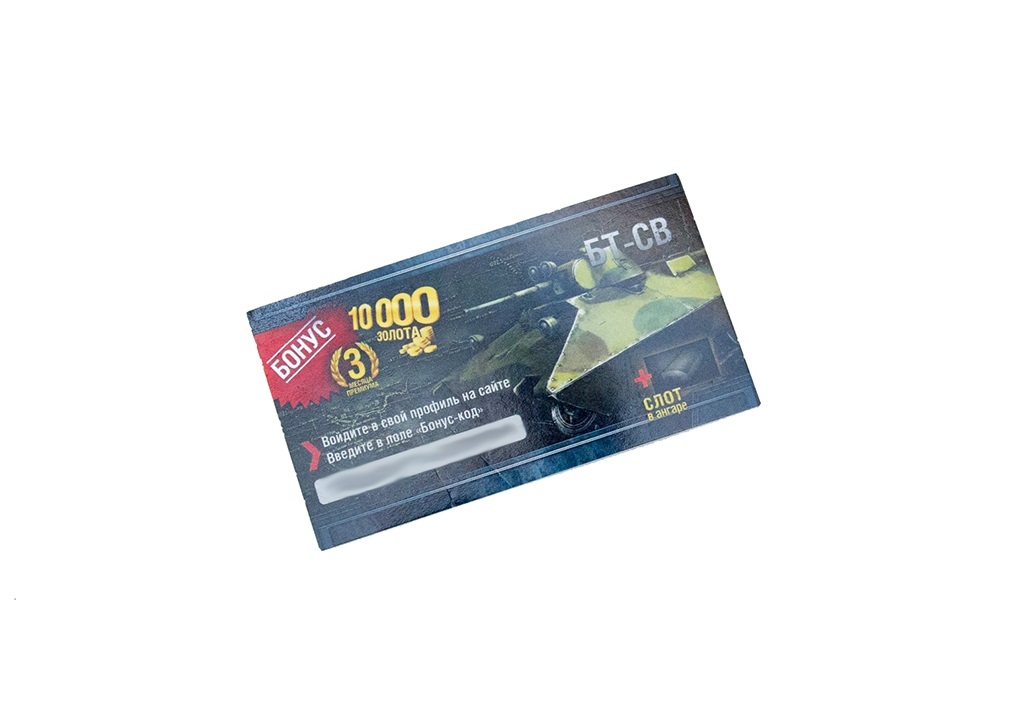 БТ-СВ
БОНУС
10 000
ЗОЛОТА
3
МЕСЯЦА
ПРЕМИУМА
+
СЛОТ
в ангаре
Войдите в свой профиль на сайте
Введите в поле «Бонус-код»